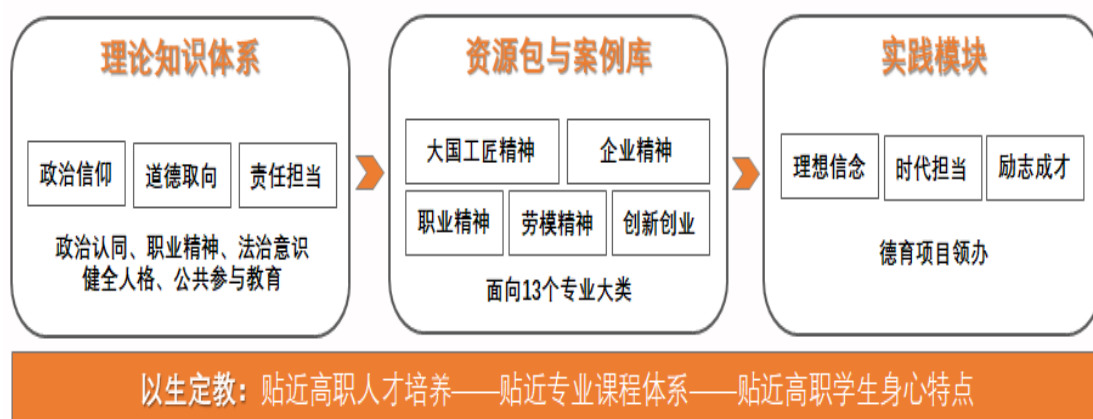 理论知识体系
政治信仰
道德取向
责任担当
政治认同、职业精神、法治意识
健全人格、公共参与教育
资源包与案例库
大国工匠精神
企业精神
职业精神
劳模精神
创新创业
面向13个专业大类
实践模块
理想信念
时代担当
励志成才
德育项目领办
以生定教：贴近高职人才培养——贴近专业课程体系——贴近高职学生身心特点